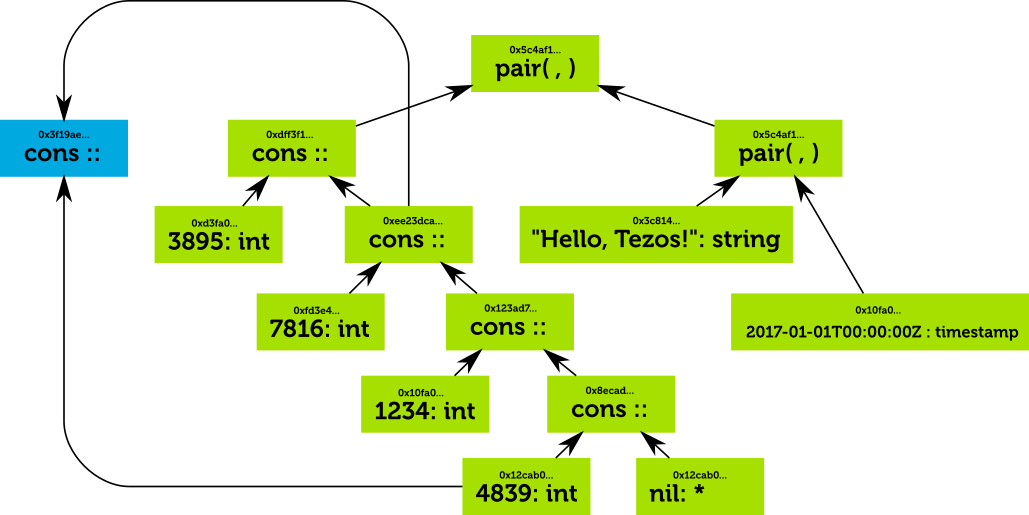 0x5c4af1...
pair( , )
0x3f19ae...
cons ::
0xdff3f1...
cons ::
0x5c4af1...
pair( , )
0xd3fa0...
3895: int
0xee23dca...
cons ::
0x3c814...
"Hello, Tezos!": string
0xfd3e4...
7816: int
0x123ad7...
cons ::
0x10fa0...
2017-01-01T00:00:00Z : timestamp
0x10fa0...
1234: int
0x8ecad...
cons ::
0x12cab0...
4839: int
0x12cab0...
nil: *